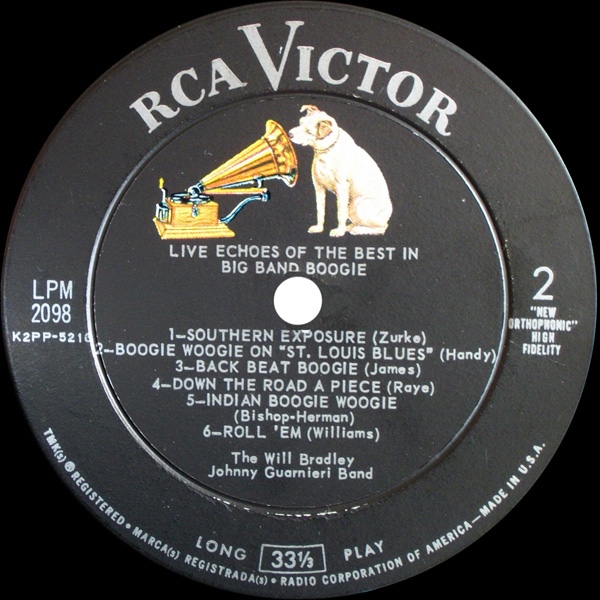 RCA VICTOR
LIVE ECHOES OF THE BEST IN
BIG BAND BOOGIE
LPM
2098
K2PP-5210
2
"NEW
ORTHOPHONIC"
HIGH
FIDELITY
1—SOUTHERN EXPOSURE (Zurke)
2—BOOGIE WOOGIE ON "ST. LOUIS BLUES" (Handy)
3—BACK BEAT BOOGIE (James)
4—DOWN THE ROAD A PIECE (Raye)
5—INDIAN BOOGIE WOOGIE
(Bishop-Herman)
6—ROLL 'EM (Williams)
The Will Bradley
Johnny Guarnieri Band
LONG 33⅓ PLAY
TMK(s) ® REGISTERED • MARCA(s) REGISTRADA(s) • RADIO CORPORATION OF AMERICA—MADE IN U.S.A.